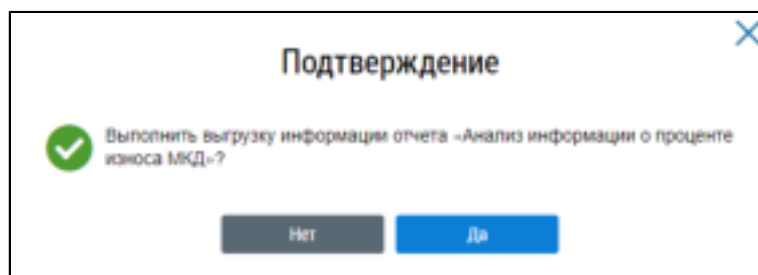 Подтверждение
Выполнить выгрузку информации отчета «Анализ информации о проценте
износа МКД»?
Нет
Да